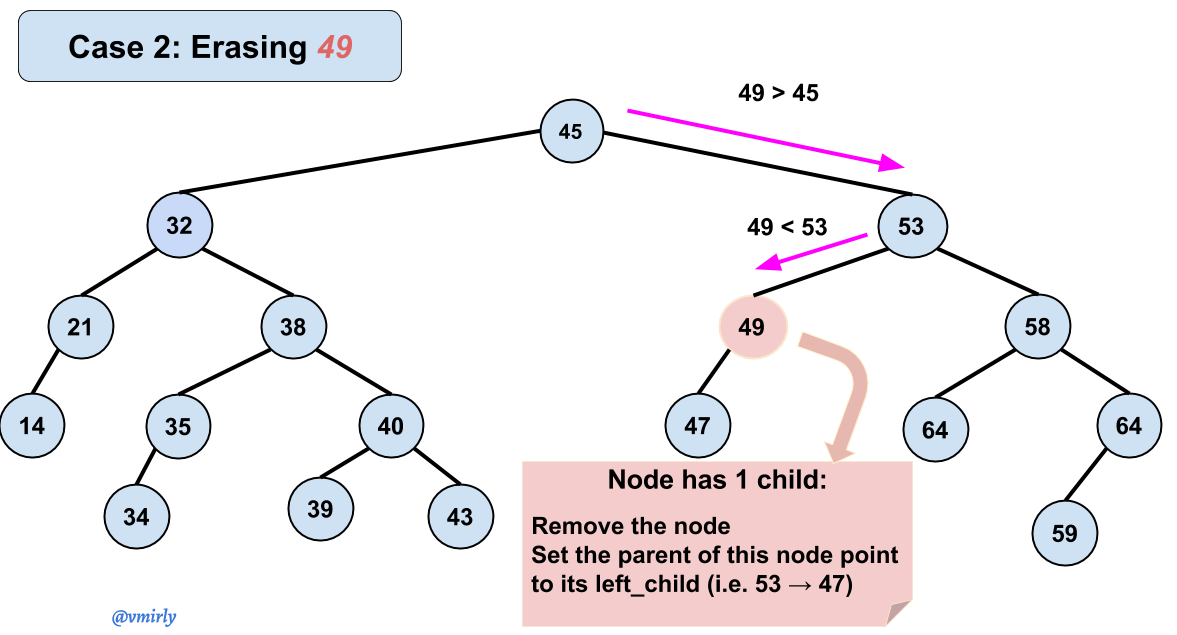 Case 2: Erasing 49
49 > 45
45
49 < 53
32
53
21
38
49
58
14
35
40
47
64
64
34
39
43
59
Node has 1 child:
Remove the node
Set the parent of this node point
to its left_child (i.e. 53 → 47)
@vmirly